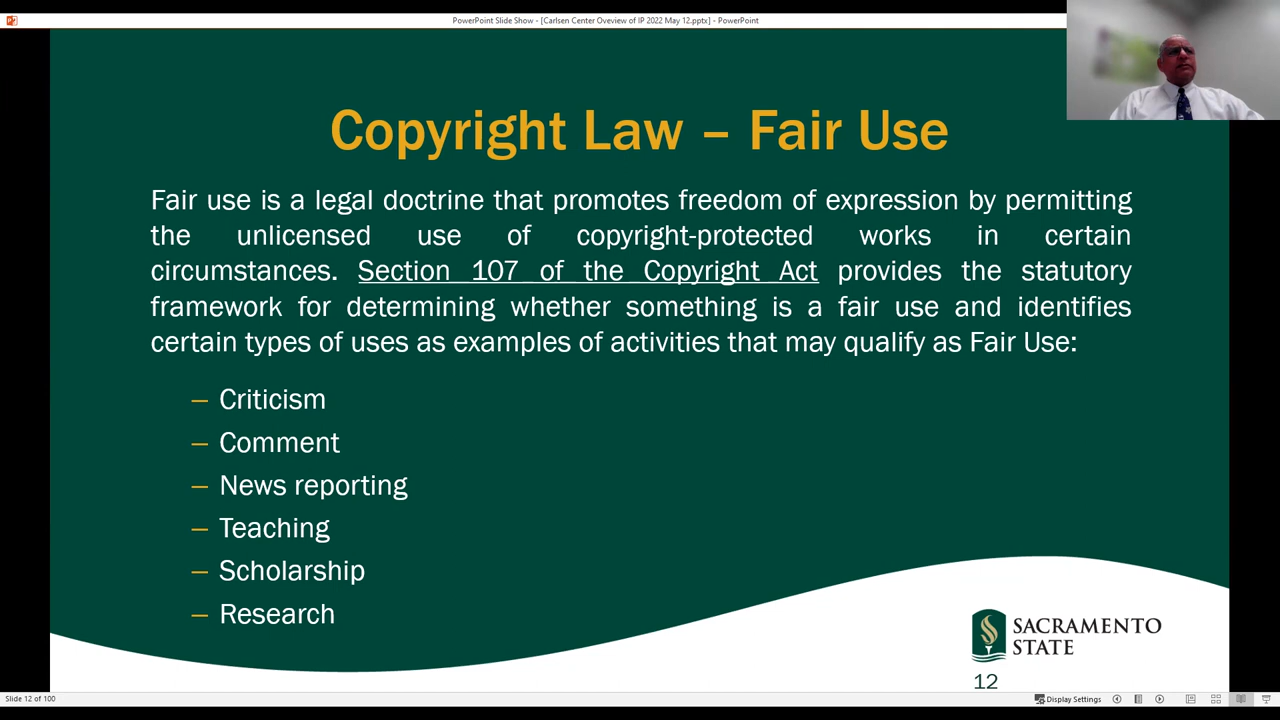 PowerPoint Slide Show - [Carlsen Center Oveview of IP 2022 May 12.pptx] - PowerPoint
Copyright Law – Fair Use
Fair use is a legal doctrine that promotes freedom of expression by permitting
the unlicensed use of copyright-protected works in certain
circumstances. Section 107 of the Copyright Act provides the statutory
framework for determining whether something is a fair use and identifies
certain types of uses as examples of activities that may qualify as Fair Use:
– Criticism
– Comment
– News reporting
– Teaching
– Scholarship
– Research
SACRAMENTO
STATE
12
Slide 12 of 100
Display Settings